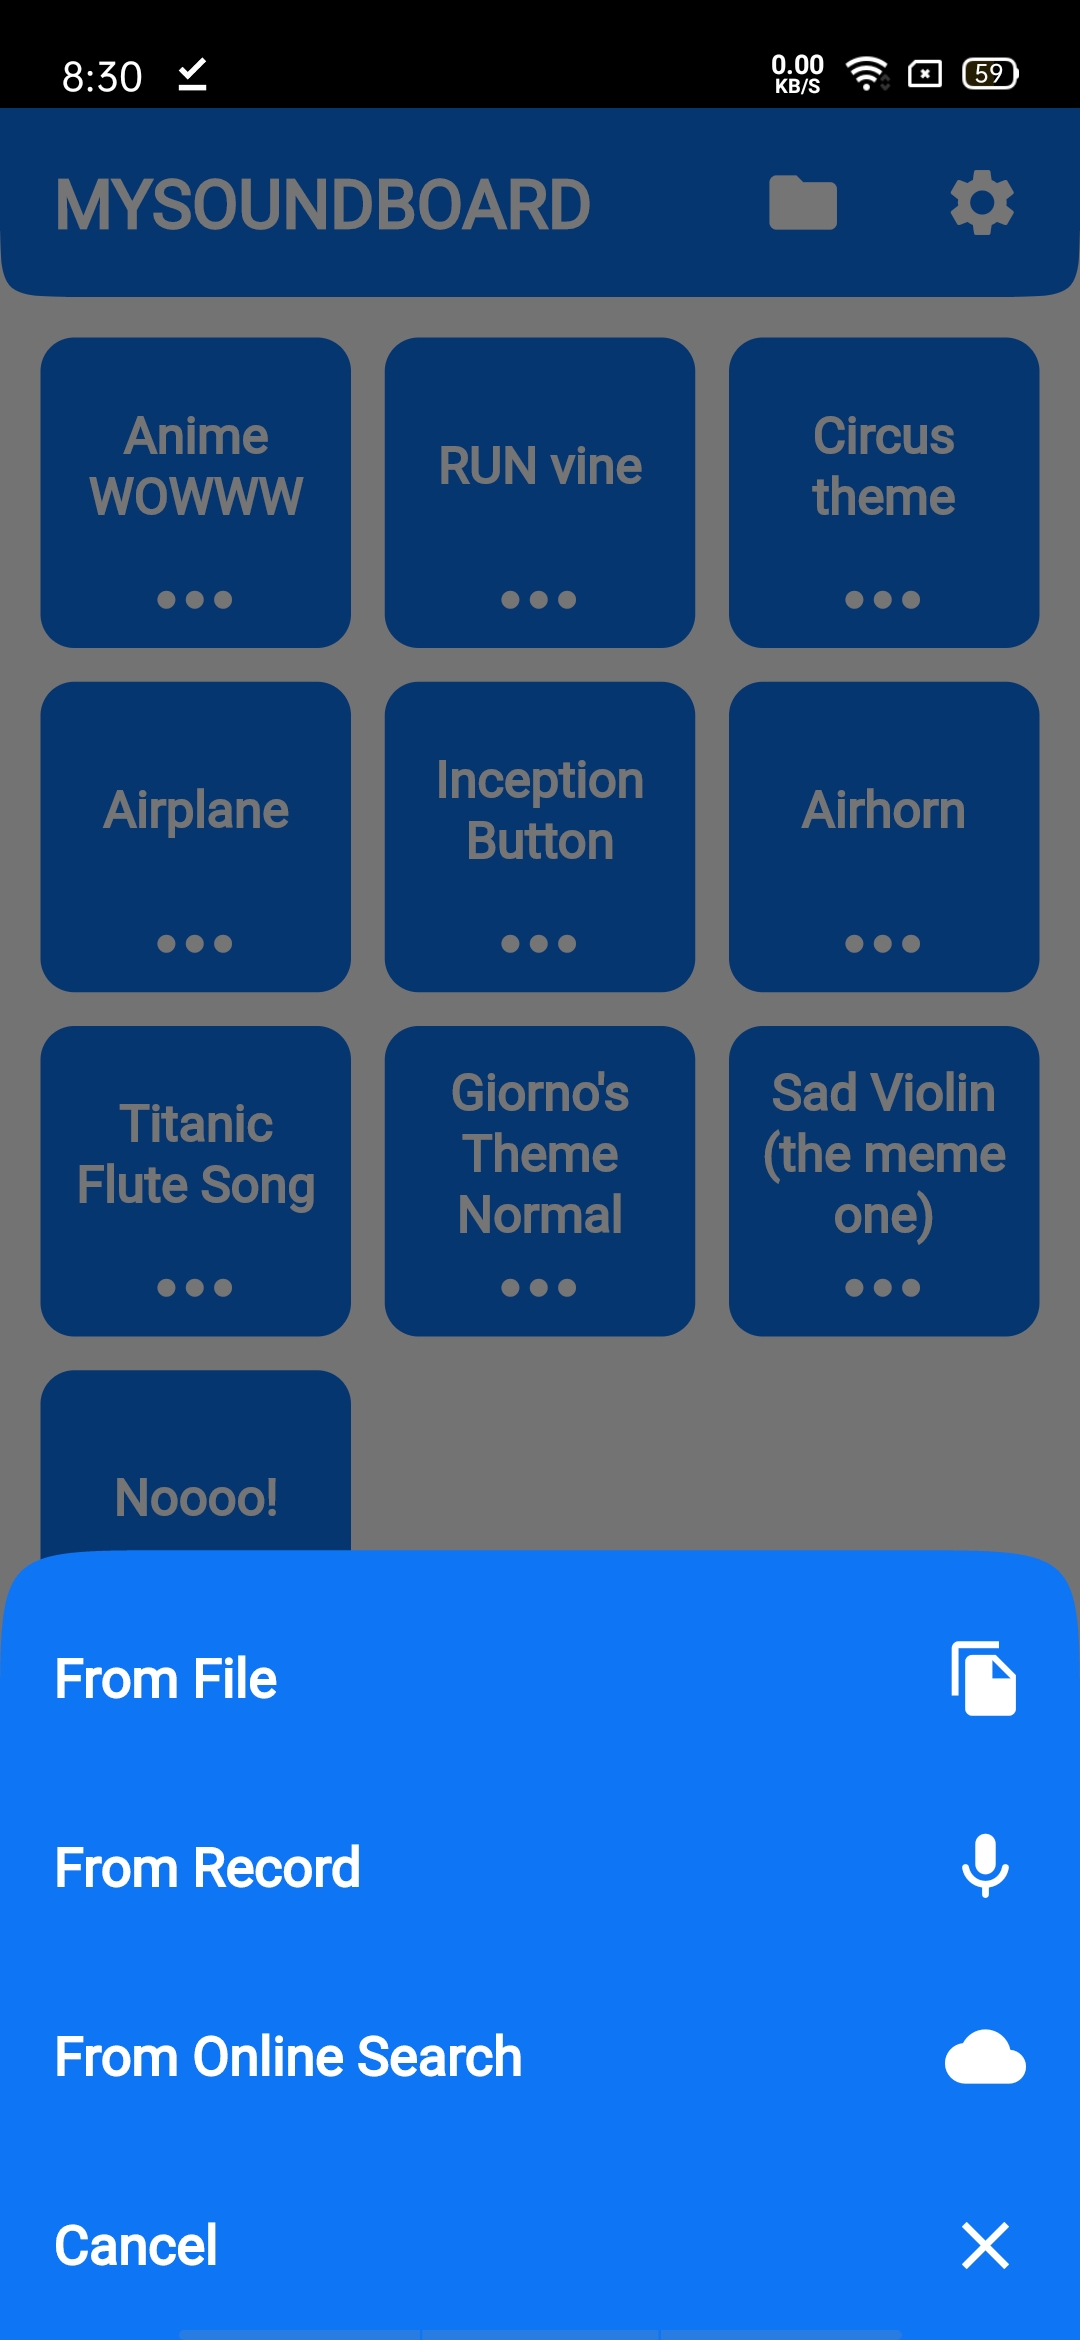 8:30
0.00
KB/S
59
MYSOUNDBOARD
Anime
WOWWW
RUN vine
Circus
theme
Airplane
Inception
Button
Airhorn
Titanic
Flute Song
Giorno's
Theme
Normal
Sad Violin
(the meme
one)
Noooo!
From File
From Record
From Online Search
Cancel